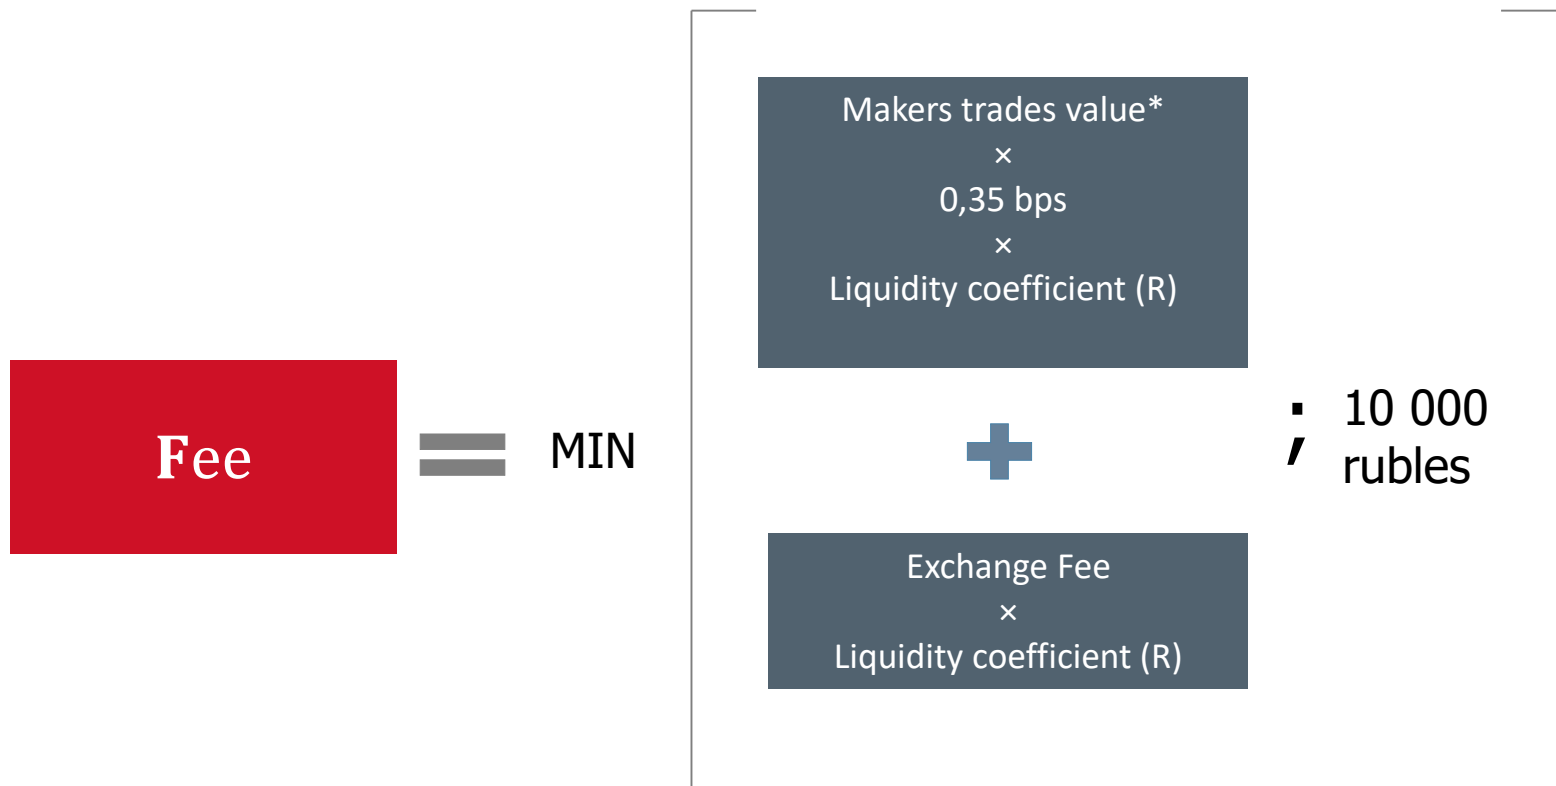 Fee
=
MIN
Makers trades value*
×
0,35 bps
×
Liquidity coefficient (R)
+
Exchange Fee
×
Liquidity coefficient (R)
; 10 000
rubles